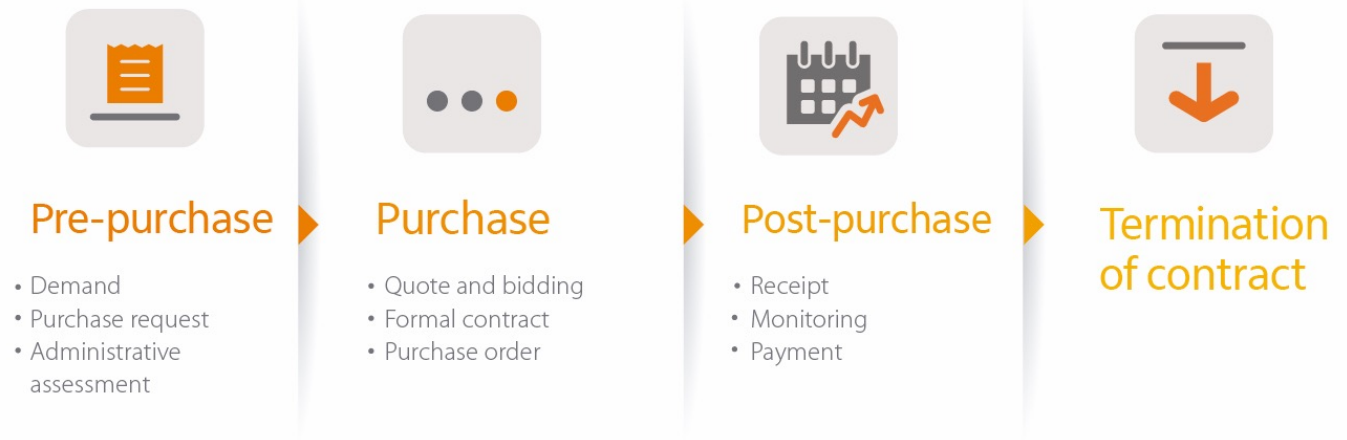 Pre-purchase
• Demand
• Purchase request
• Administrative
assessment
Purchase
• Quote and bidding
• Formal contract
• Purchase order
Post-purchase
• Receipt
• Monitoring
• Payment
Termination
of contract